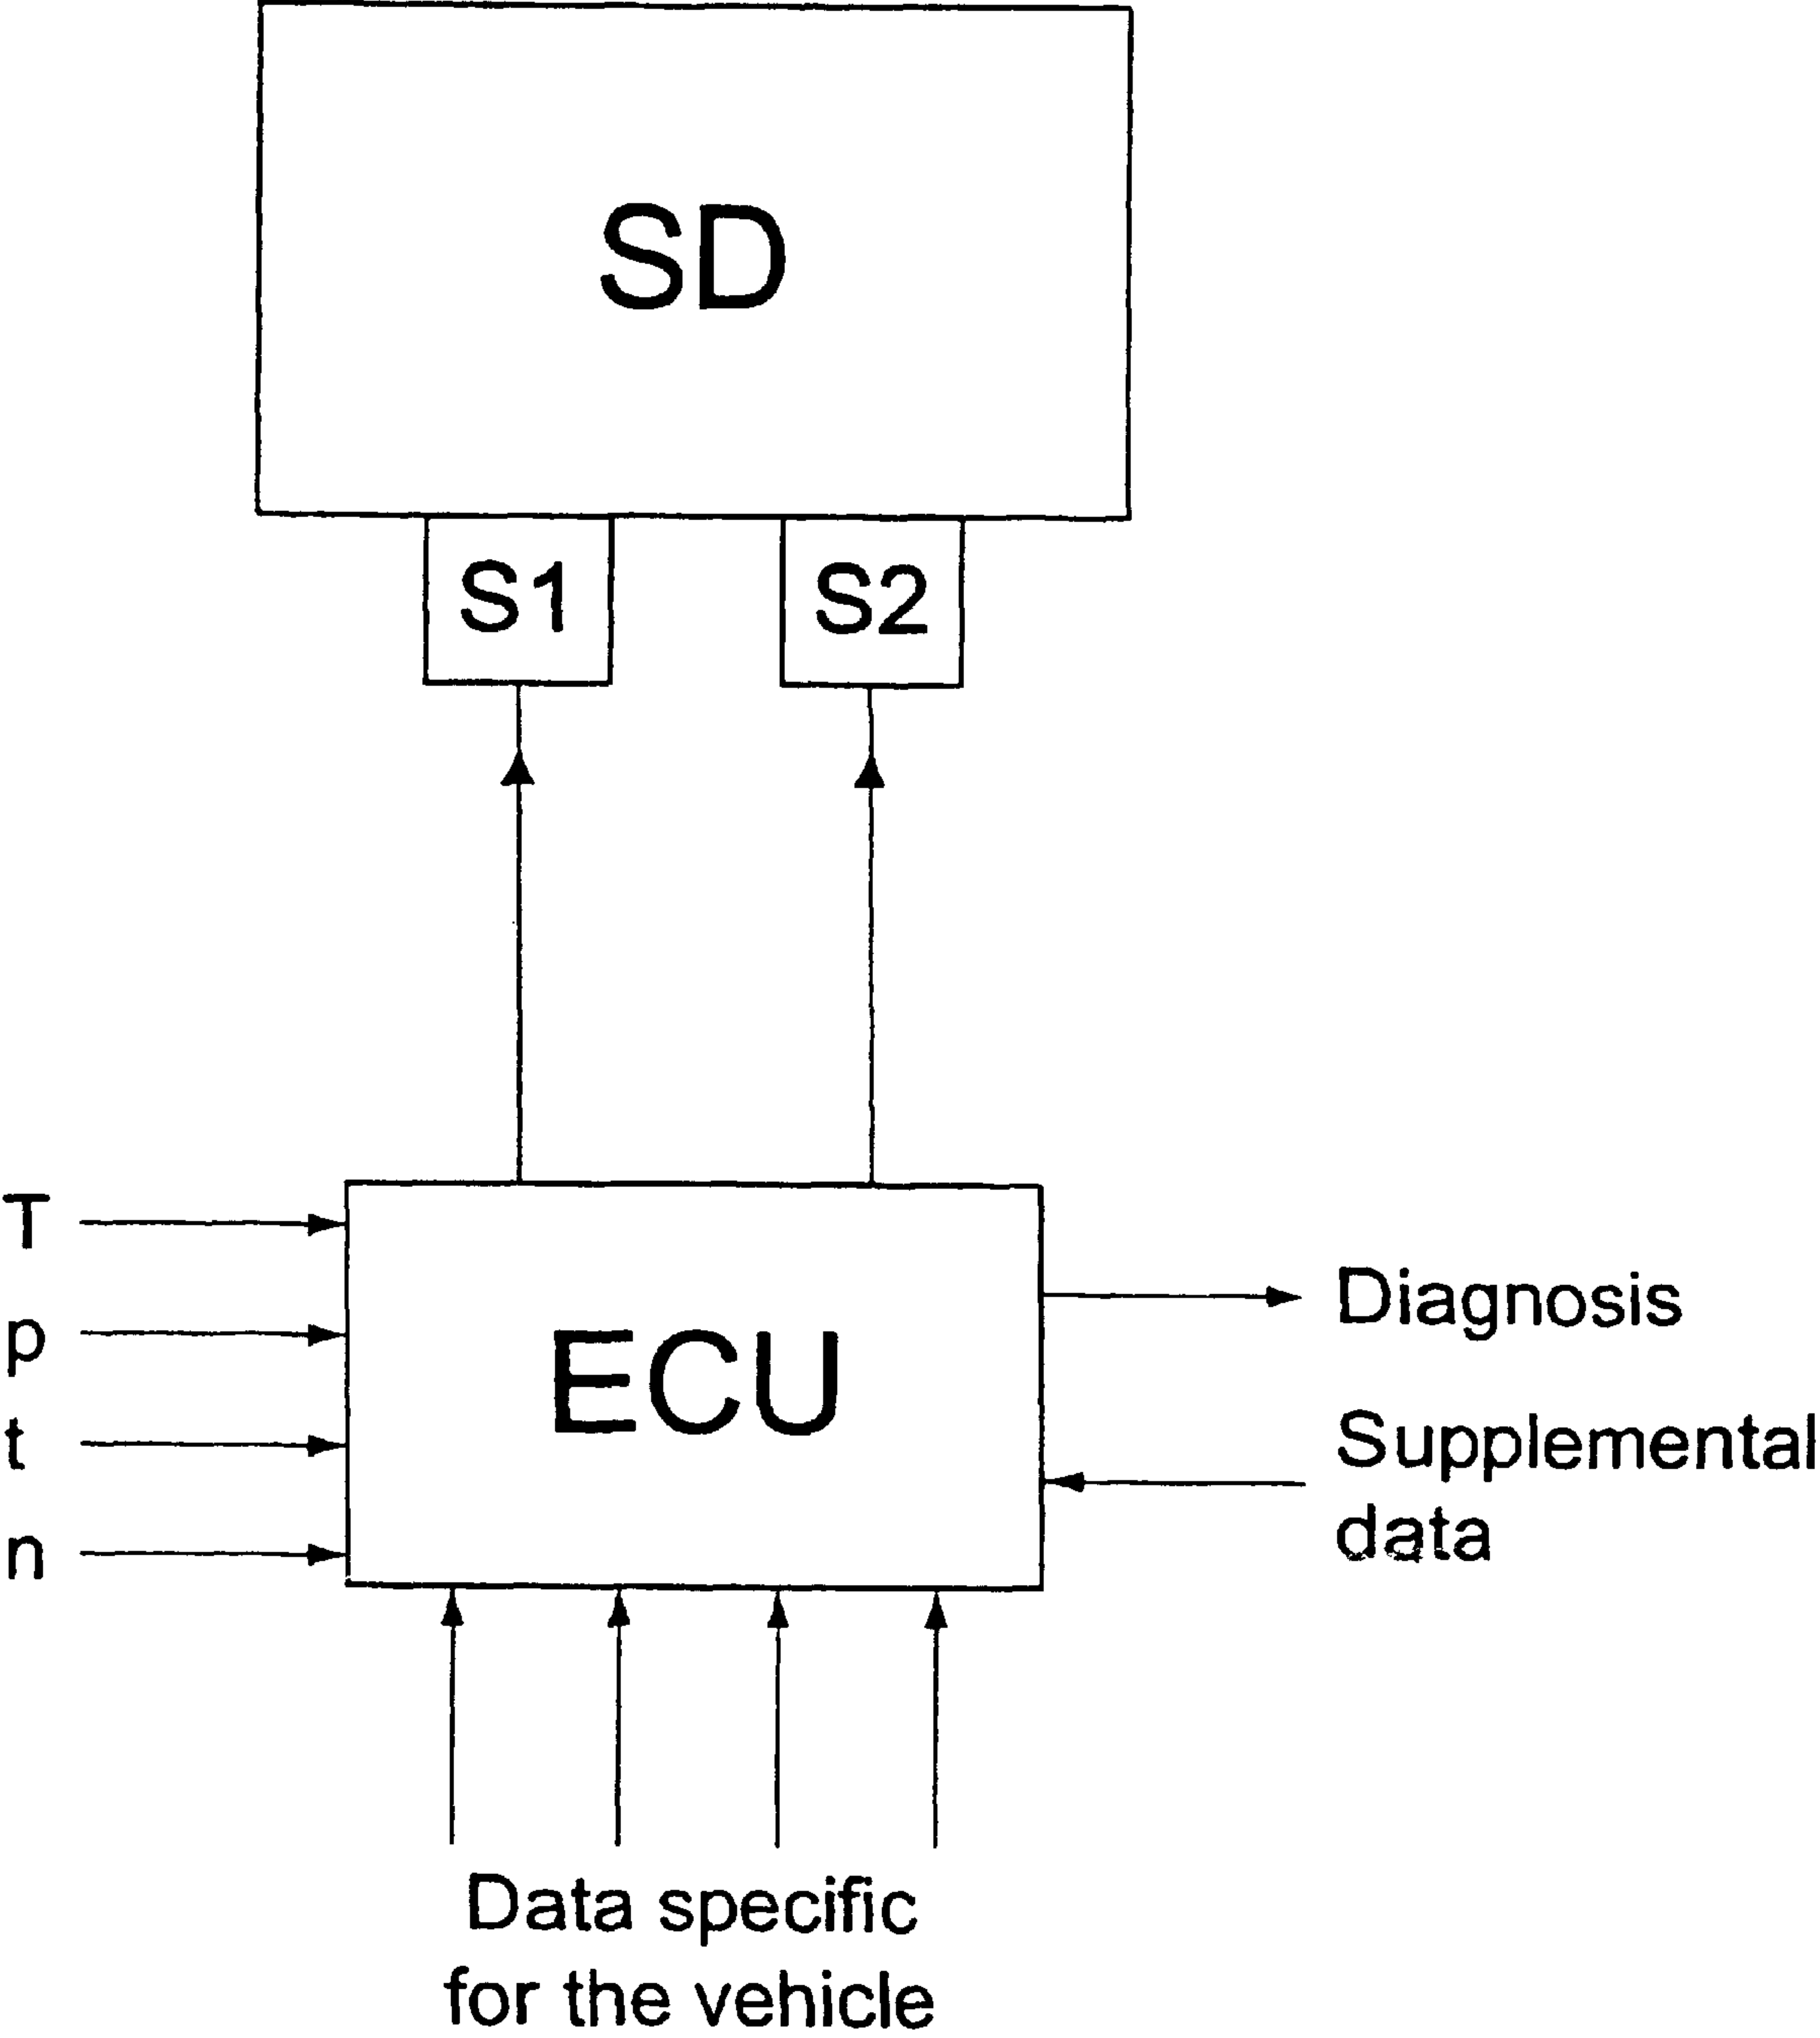 SD
S1
S2
T
p
t
n
ECU
Diagnosis
Supplemental
data
Data specific
for the vehicle